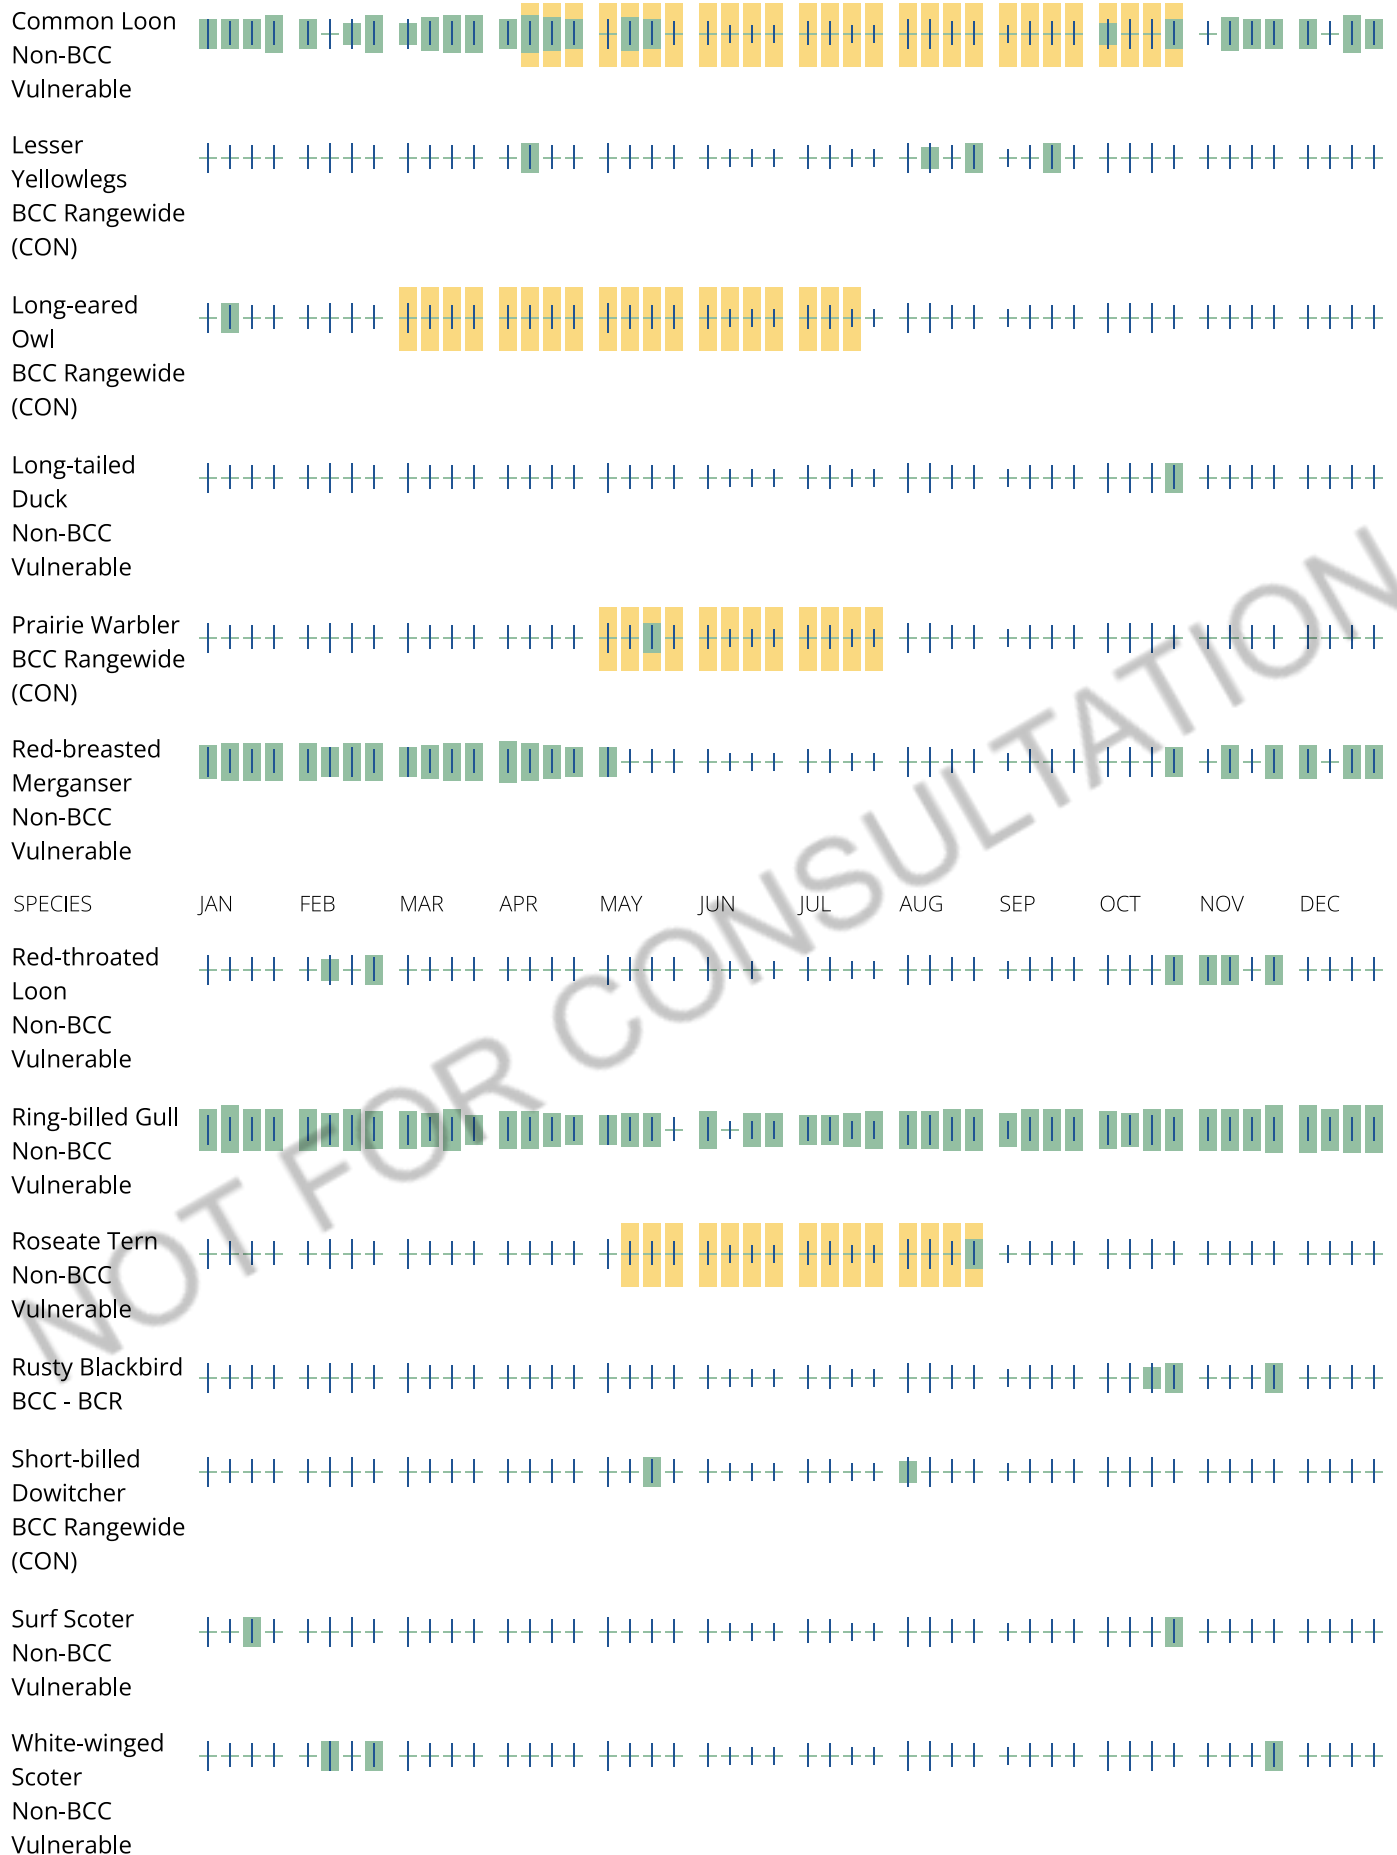 Common Loon
Non-BCC
Vulnerable
Lesser
Yellowlegs
BCC Rangewide
(CON)
Long-eared
Owl
BCC Rangewide
(CON)
Long-tailed
Duck
Non-BCC
Vulnerable
Prairie Warbler
BCC Rangewide
(CON)
Red-breasted
Merganser
Non-BCC
Vulnerable
SPECIES JAN FEB MAR APR MAY JUN JUL AUG SEP OCT NOV DEC
Red-throated
Loon
Non-BCC
Vulnerable
Ring-billed Gull
Non-BCC
Vulnerable
Roseate Tern
Non-BCC
Vulnerable
Rusty Blackbird
BCC - BCR
Short-billed
Dowitcher
BCC Rangewide
(CON)
Surf Scoter
Non-BCC
Vulnerable
White-winged
Scoter
Non-BCC
Vulnerable
NOT FOR CONSULTATION